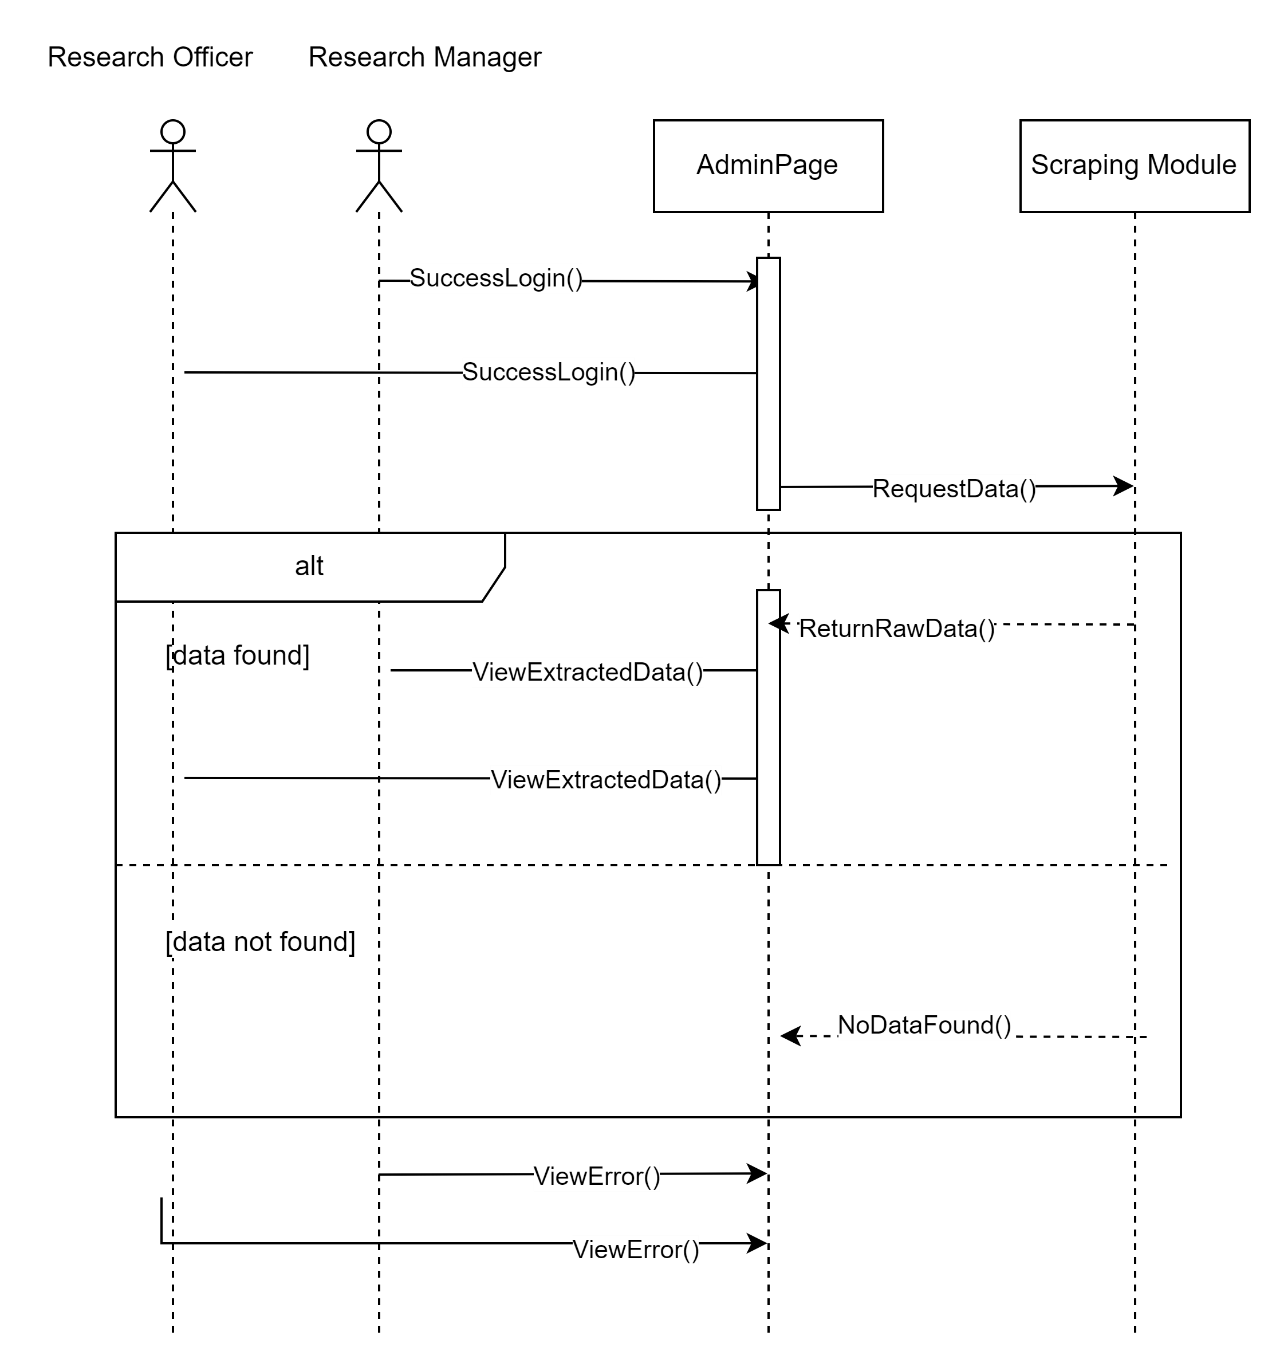 Research Officer
Research Manager
AdminPage
Scraping Module
SuccessLogin()
SuccessLogin()
RequestData()
alt
ReturnRawData()
[data found]
ViewExtractedData()
ViewExtractedData()
[data not found]
NoDataFound()
ViewError()
ViewError()